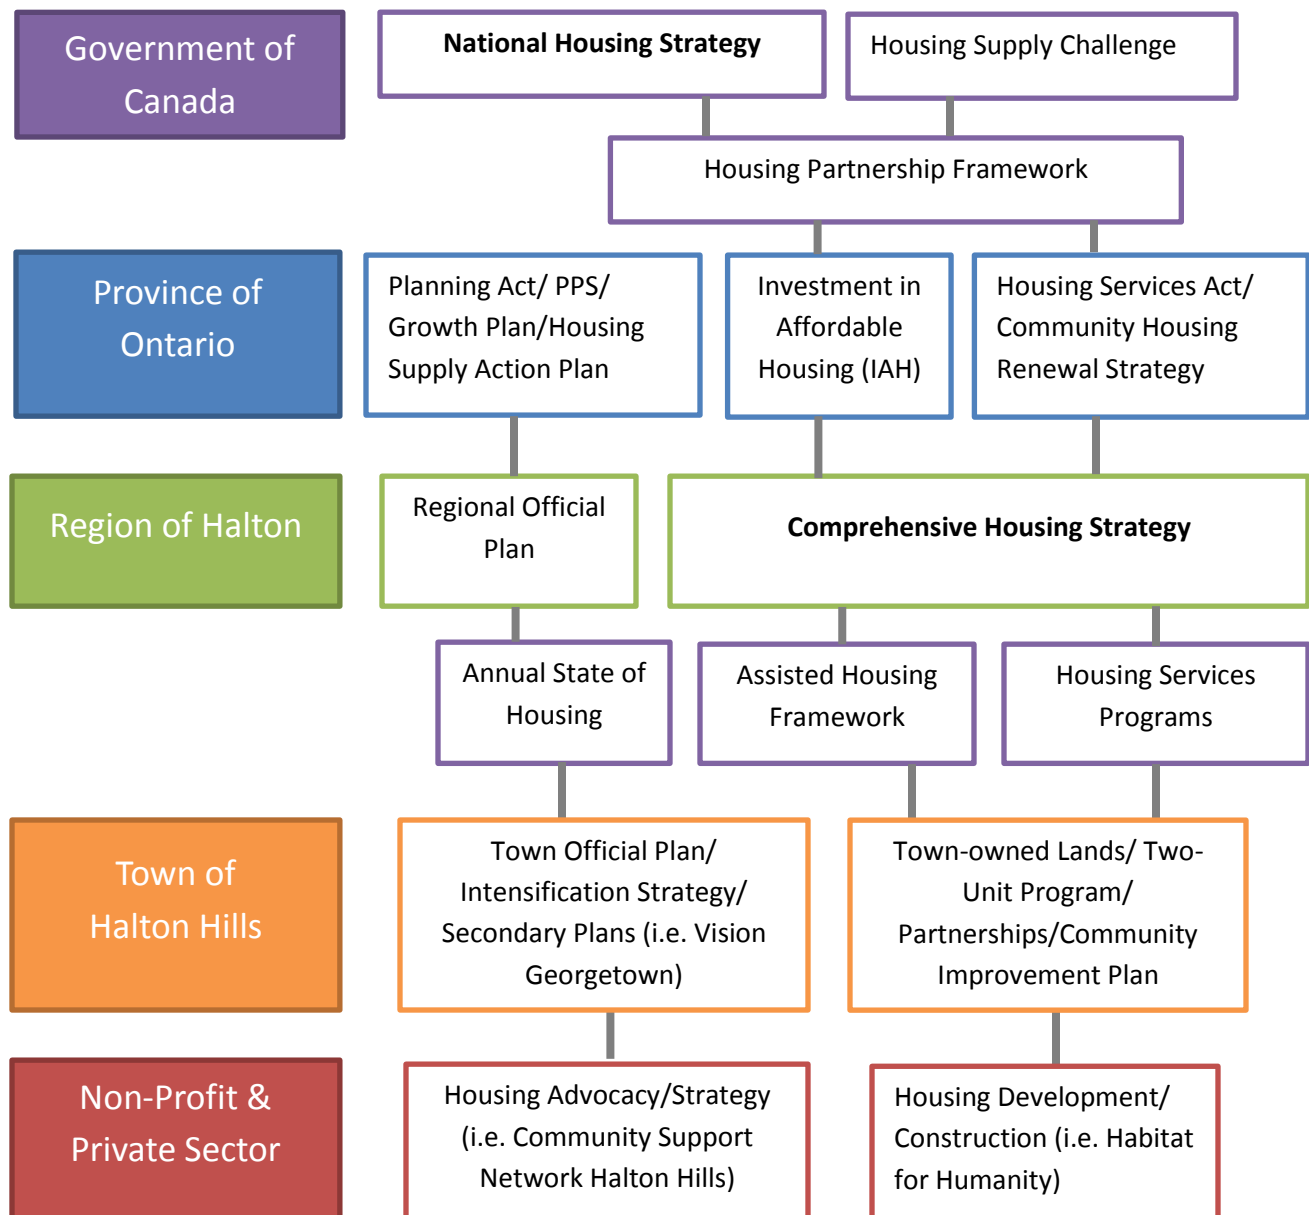 Government of
Canada
National Housing Strategy
Housing Supply Challenge
Housing Partnership Framework
Province of
Ontario
Planning Act/ PPS/
Growth Plan/Housing
Supply Action Plan
Investment in
Affordable
Housing (IAH)
Housing Services Act/
Community Housing
Renewal Strategy
Region of Halton
Regional Official
Plan
Comprehensive Housing Strategy
Annual State of
Housing
Assisted Housing
Framework
Housing Services
Programs
Town of
Halton Hills
Town Official Plan/
Intensification Strategy/
Secondary Plans (i.e. Vision
Georgetown)
Town-owned Lands/ Two-
Unit Program/
Partnerships/Community
Improvement Plan
Non-Profit &
Private Sector
Housing Advocacy/Strategy
(i.e. Community Support
Network Halton Hills)
Housing Development/
Construction (i.e. Habitat
for Humanity)